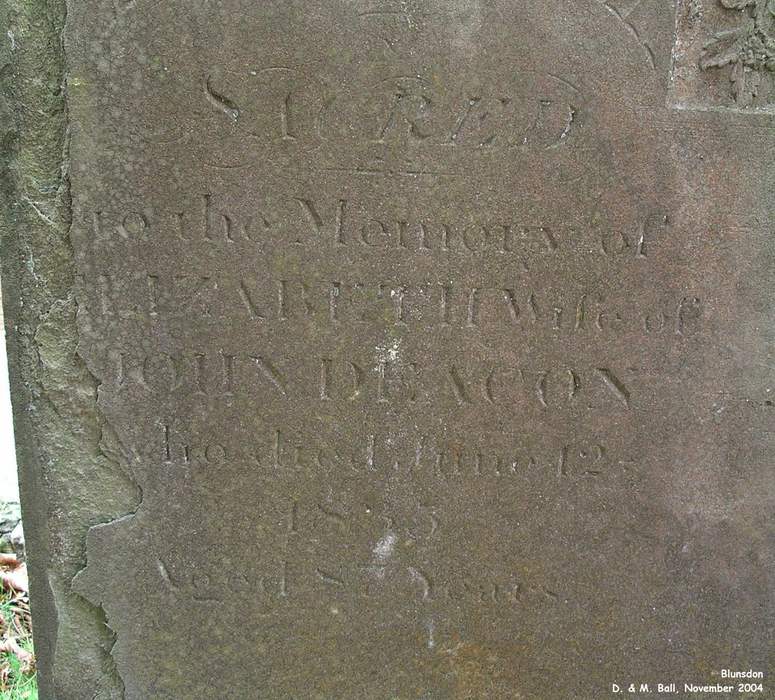 SACRED
to the Memory of
ELIZABETH Wife of
JOHN DEACON
who died June 12
Aged Years
Blunsdon
D. & M. Ball, November 2004